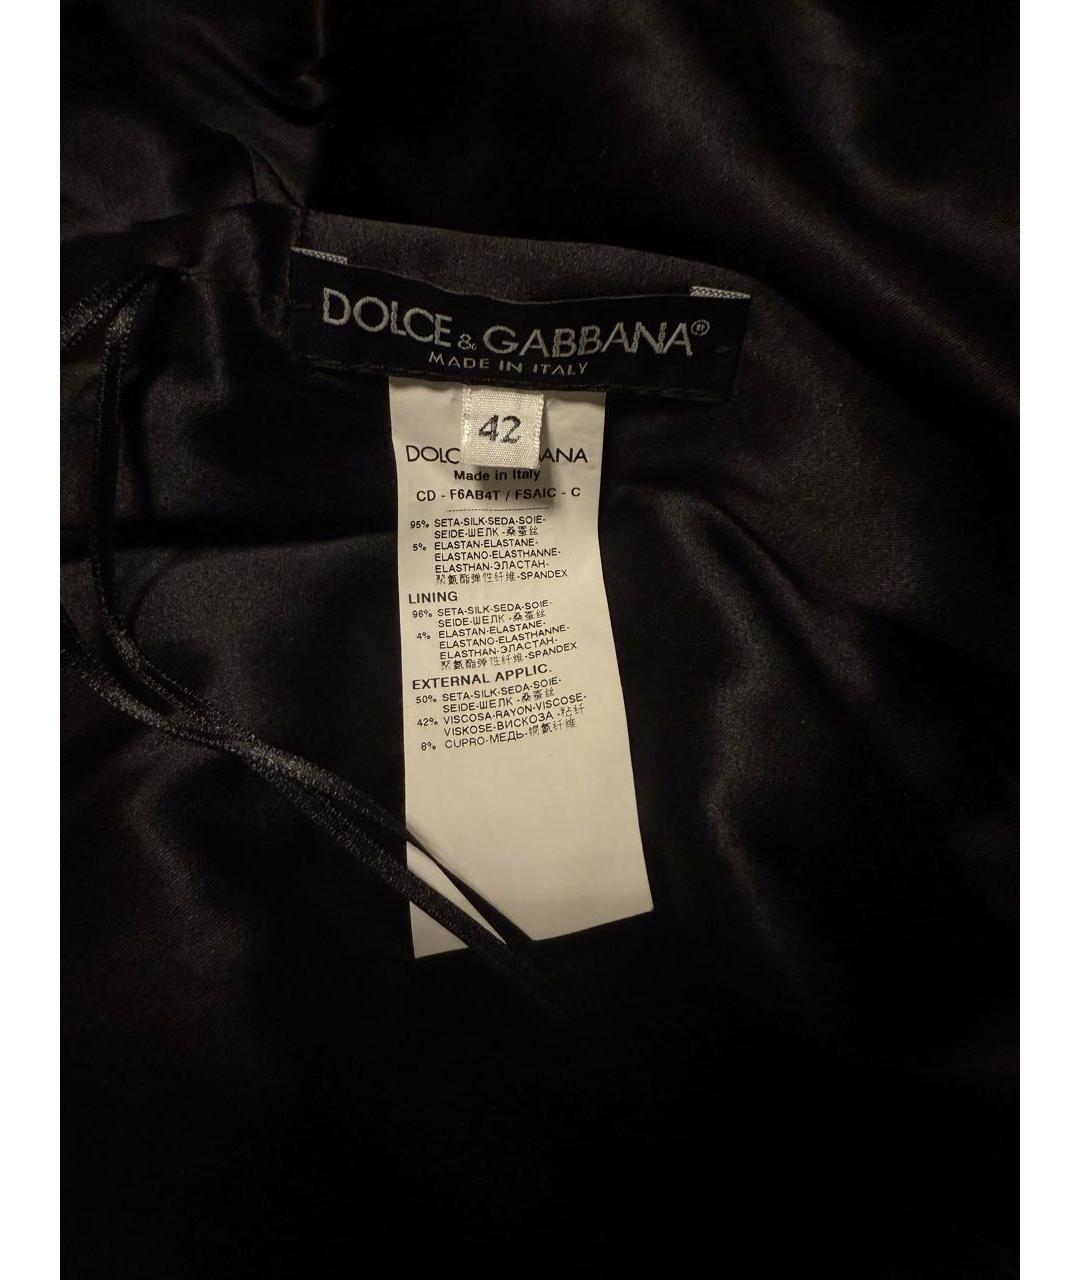 DOLCE & GABBANA®
MADE IN ITALY
42
DOLC ANA
Made in Italy
CD - F6AB4T / FSAIC - C
95% SETA-SILK-SEDA-SOIE-
SEIDE-ШЕЛК-桑蚕丝
5% ELASTAN-ELASTANE-
ELASTANO-ELASTHANNE-
ELASTHAN-ЭЛАСТАН-
聚氨酯弹性纤维-SPANDEX
LINING
96% SETA-SILK-SEDA-SOIE-
SEIDE-ШЕЛК-桑蚕丝
4% ELASTAN-ELASTANE-
ELASTANO-ELASTHANNE-
ELASTHAN-ЭЛАСТАН-
聚氨酯弹性纤维-SPANDEX
EXTERNAL APPLIC.
50% SETA-SILK-SEDA-SOIE-
SEIDE-ШЕЛК-桑蚕丝
42% VISCOSA-RAYON-VISCOSE-
VISKOSE-ВИСКОЗА-粘纤
8% CUPRO-МЕДЬ-铜氨纤维